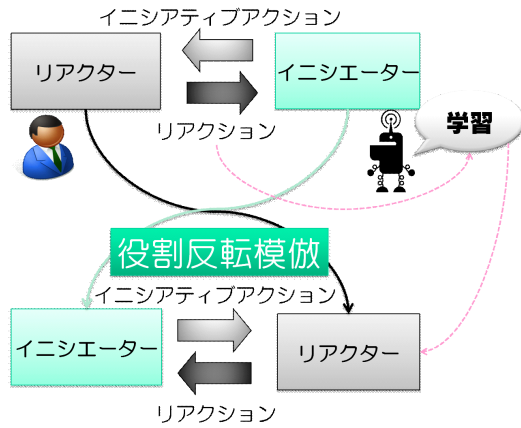 イニシアティブアクション
リアクター
イニシエーター
リアクション
学習
役割反転模倣
イニシアティブアクション
イニシエーター
リアクター
リアクション